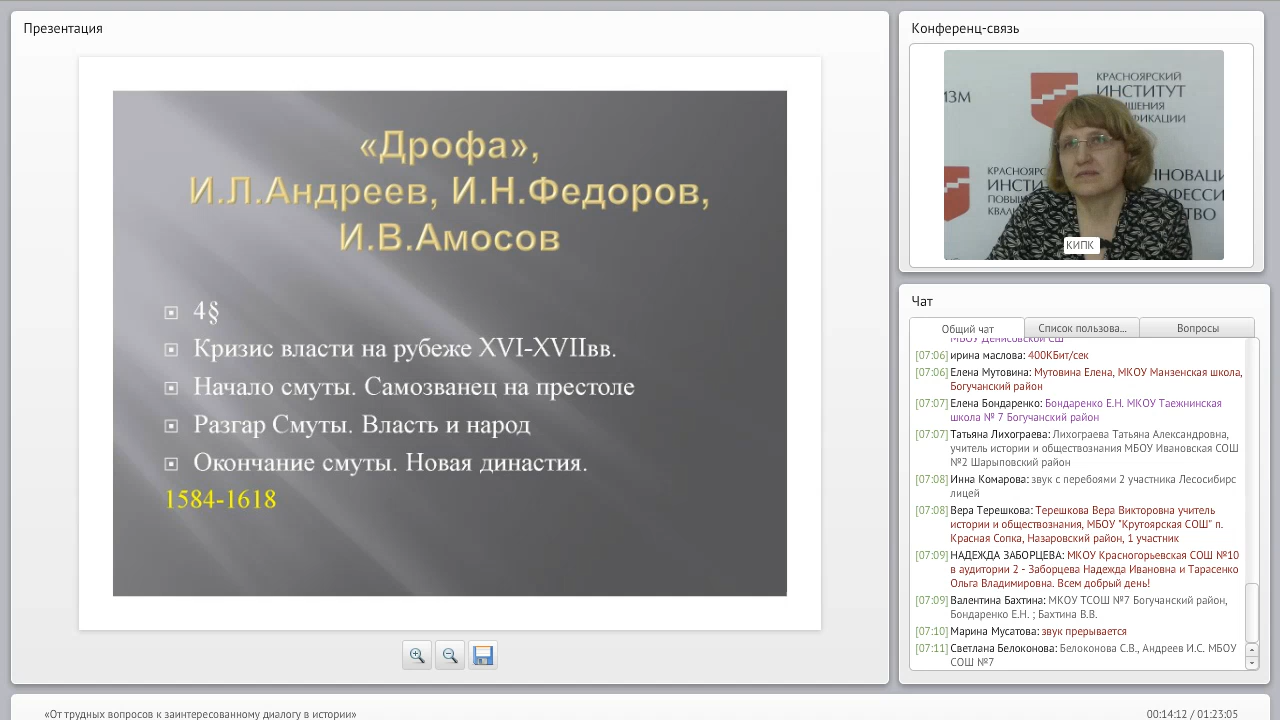 Презентация
«Дрофа»,
И.Л.Андреев, И.Н.Федоров,
И.В.Амосов
4§
Кризис власти на рубеже XVI-XVIIвв.
Начало смуты. Самозванец на престоле
Разгар Смуты. Власть и народ
Окончание смуты. Новая династия.
1584-1618
Конференц-связь
КРАСНОЯРСКИЙ
ИНСТИТУТ
КИПК
Чат
Общий чат
Список пользова...
Вопросы
МБОУ Денисовской СШ
[07:06] ирина маслова: 400КБит/сек
[07:06] Елена Мутовина: Мутовина Елена, МКОУ Манзенская школа,
Богучанский район
[07:07] Елена Бондаренко: Бондаренко Е.Н. МКОУ Таежнинская
школа № 7 Богучанский район
[07:07] Татьяна Лихограева: Лихограева Татьяна Александровна,
учитель истории и обществознания МБОУ Ивановская СОШ
№2 Шарыповский район
[07:08] Инна Комарова: звук с перебоями 2 участника Лесосибирс
лицей
[07:08] Вера Терешкова: Терешкова Вера Викторовна учитель
истории и обществознания, МБОУ "Крутоярская СОШ" п.
Красная Сопка, Назаровский район, 1 участник
[07:09] НАДЕЖДА ЗАБОРЦЕВА: МКОУ Красногорьевская СОШ №10
в аудитории 2 - Заборцева Надежда Ивановна и Тарасенко
Ольга Владимировна. Всем добрый день!
[07:09] Валентина Бахтина: МКОУ ТСОШ №7 Богучанский район,
Бондаренко Е.Н. ; Бахтина В.В.
[07:10] Марина Мусатова: звук прерывается
[07:11] Светлана Белоконова: Белоконова С.В., Андреев И.С. МБОУ
СОШ №7
«От трудных вопросов к заинтересованному диалогу в истории»
00:14:12 / 01:23:05